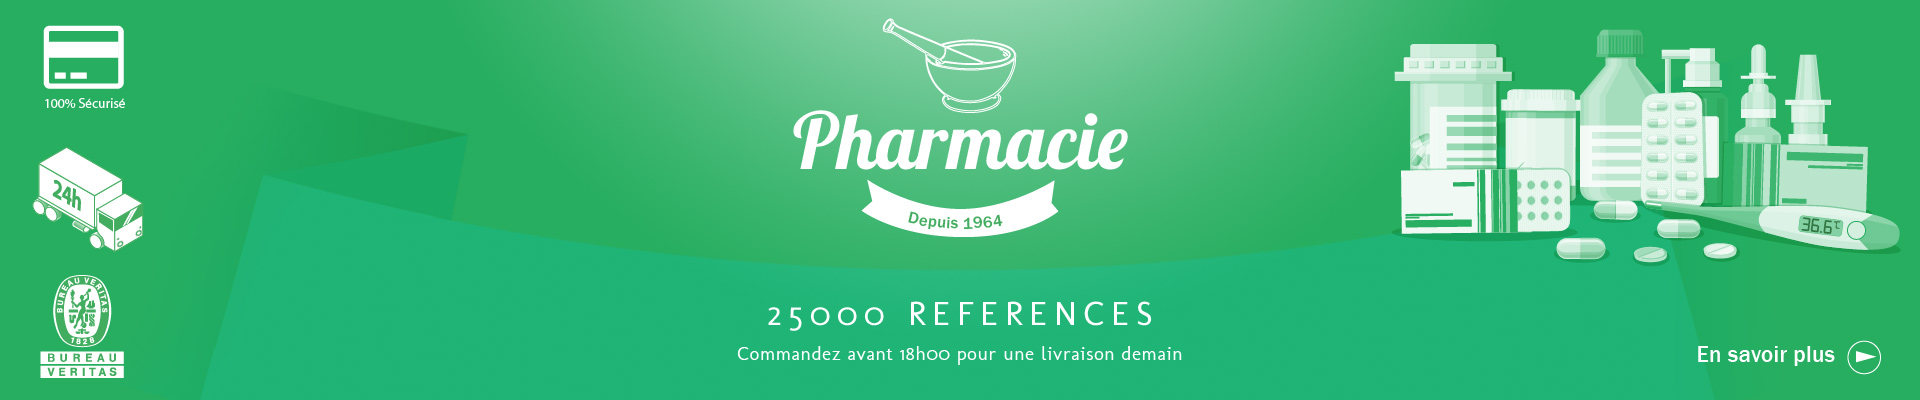 100% Sécurisé
24h
BUREAU VERITAS
1828
BUREAU
VERITAS
Pharmacie
Depuis 1964
25000 REFERENCES
Commandez avant 18h00 pour une livraison demain
36.6°C
En savoir plus